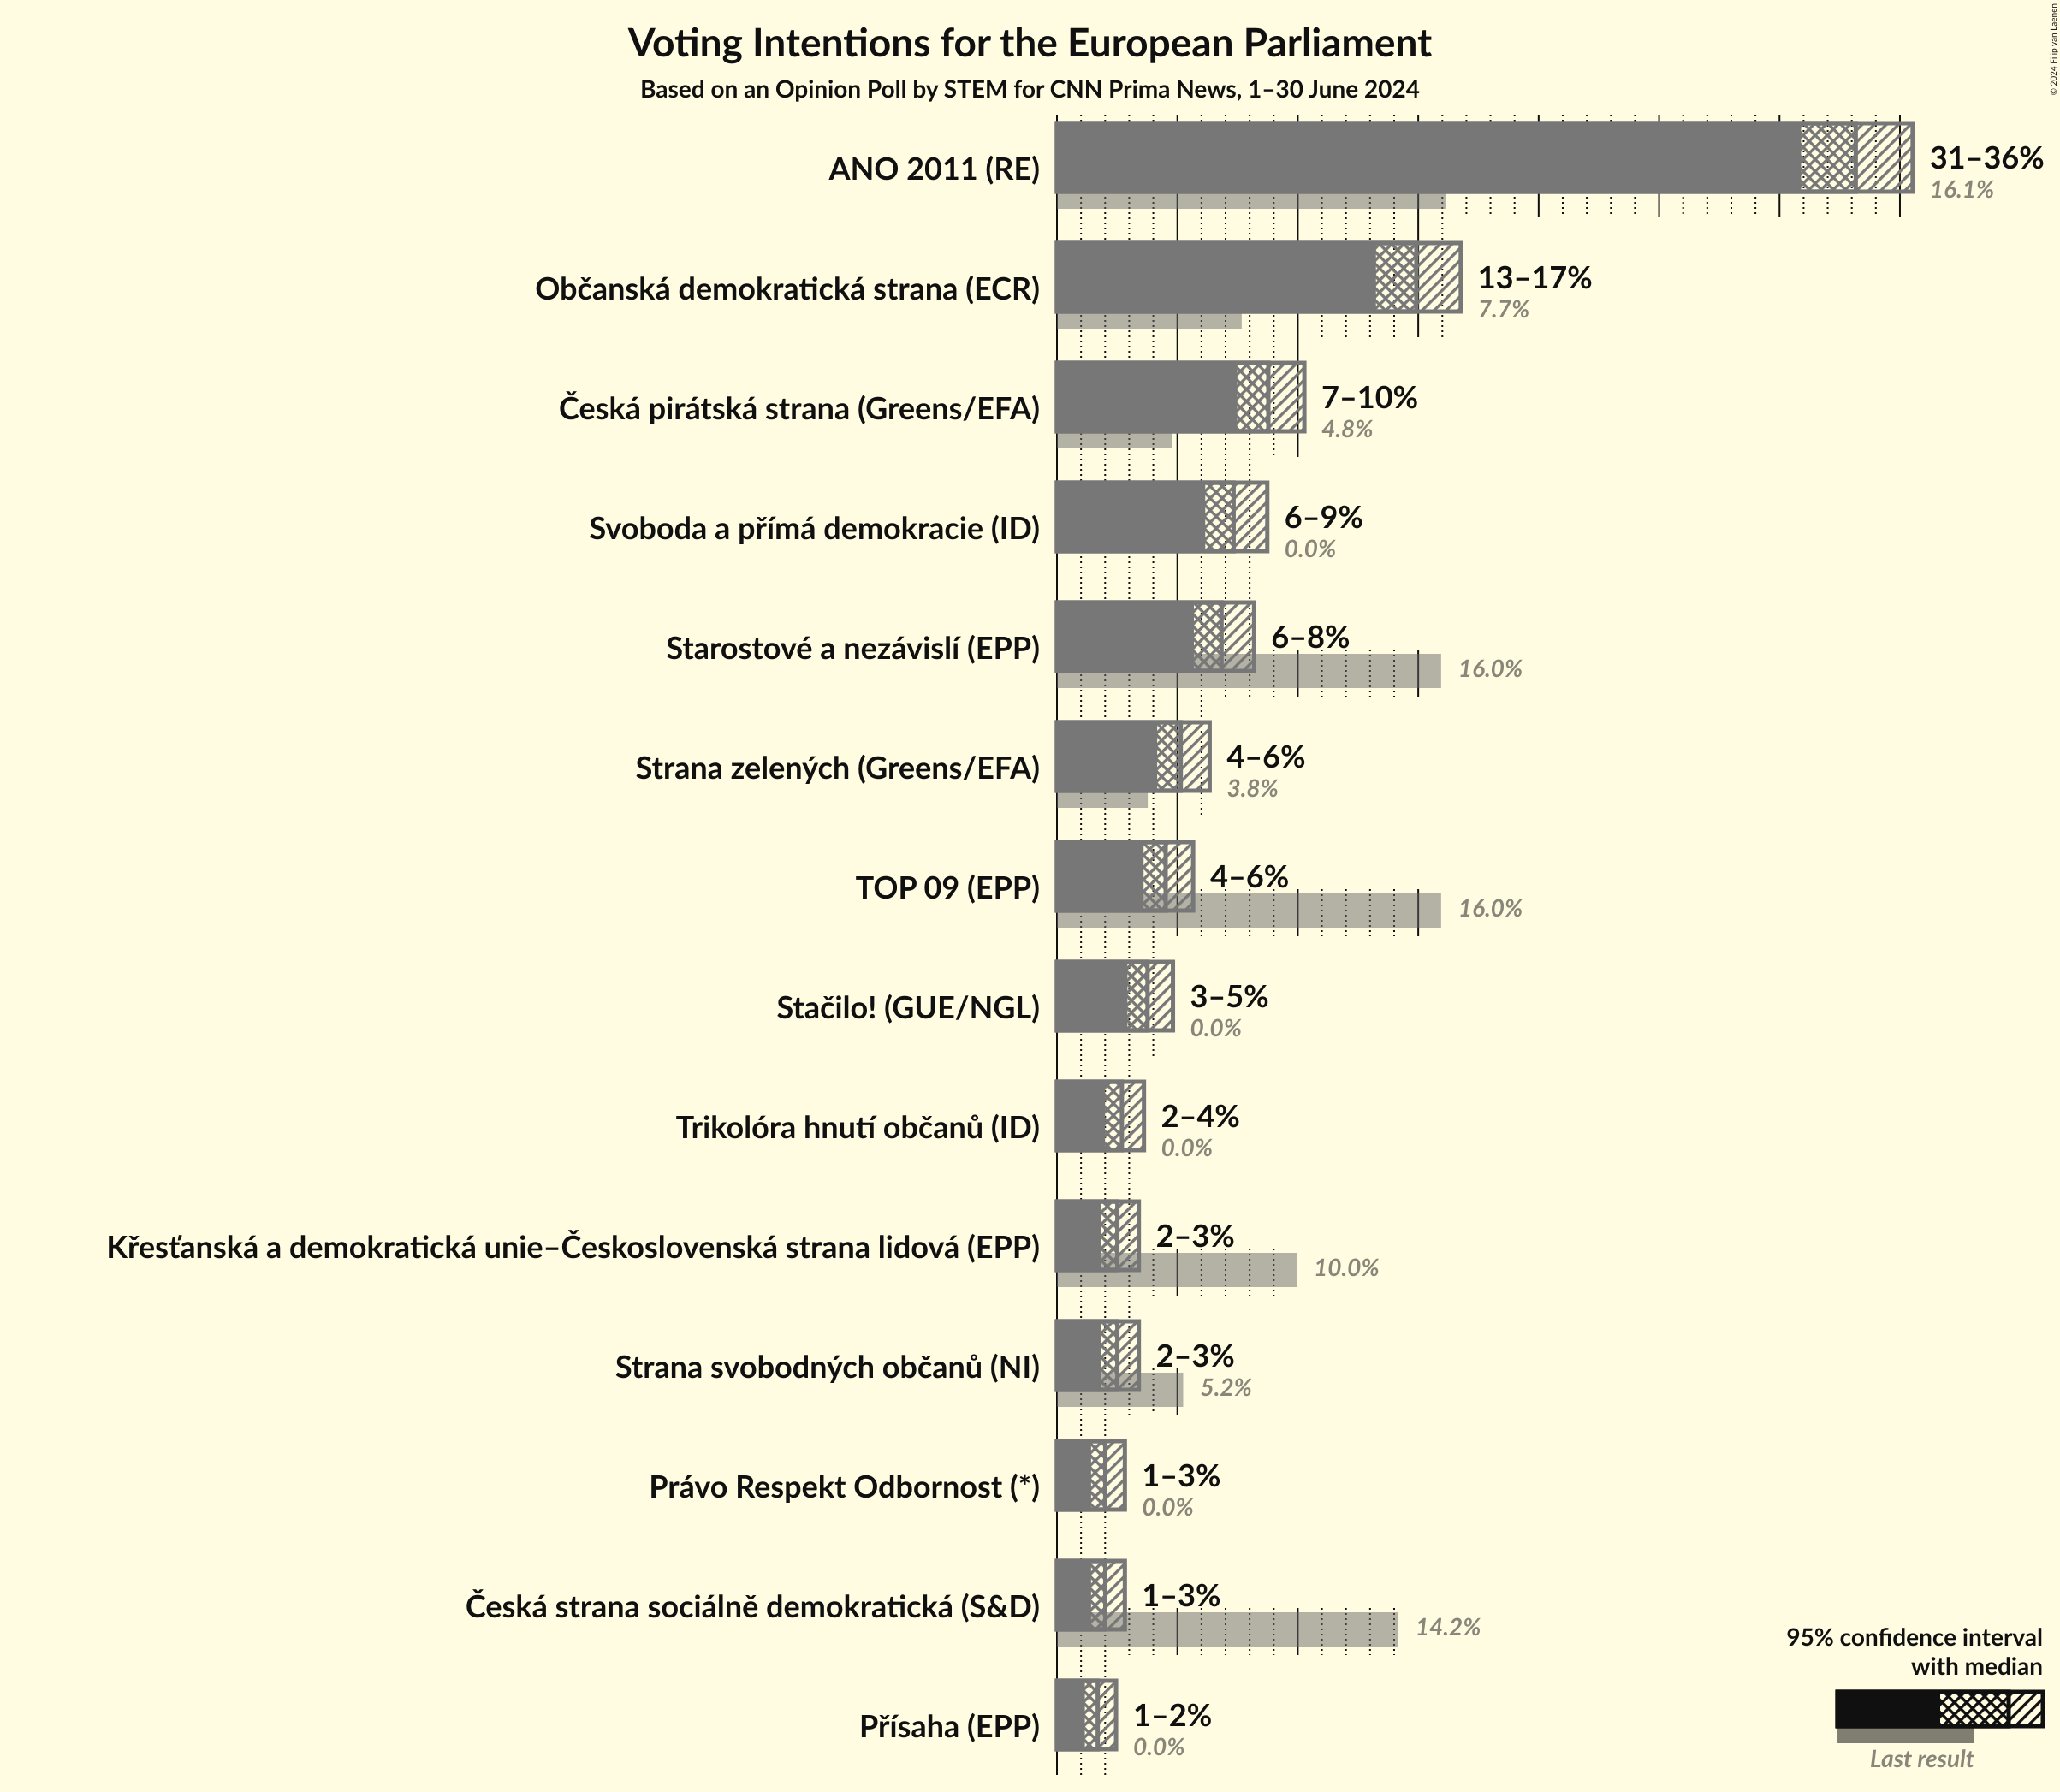 Voting Intentions for the European Parliament
Based on an Opinion Poll by STEM for CNN Prima News, 1–30 June 2024
© 2024 Filip van Laenen
ANO 2011 (RE)
31–36%
16.1%
Občanská demokratická strana (ECR)
13–17%
7.7%
Česká pirátská strana (Greens/EFA)
7–10%
4.8%
Svoboda a přímá demokracie (ID)
6–9%
0.0%
Starostové a nezávislí (EPP)
6–8%
16.0%
Strana zelených (Greens/EFA)
4–6%
3.8%
TOP 09 (EPP)
4–6%
16.0%
Stačilo! (GUE/NGL)
3–5%
0.0%
Trikolóra hnutí občanů (ID)
2–4%
0.0%
Křesťanská a demokratická unie–Československá strana lidová (EPP)
2–3%
10.0%
Strana svobodných občanů (NI)
2–3%
5.2%
Právo Respekt Odbornost (*)
1–3%
0.0%
Česká strana sociálně demokratická (S&D)
1–3%
14.2%
Přísaha (EPP)
1–2%
0.0%
95% confidence interval
with median
Last result